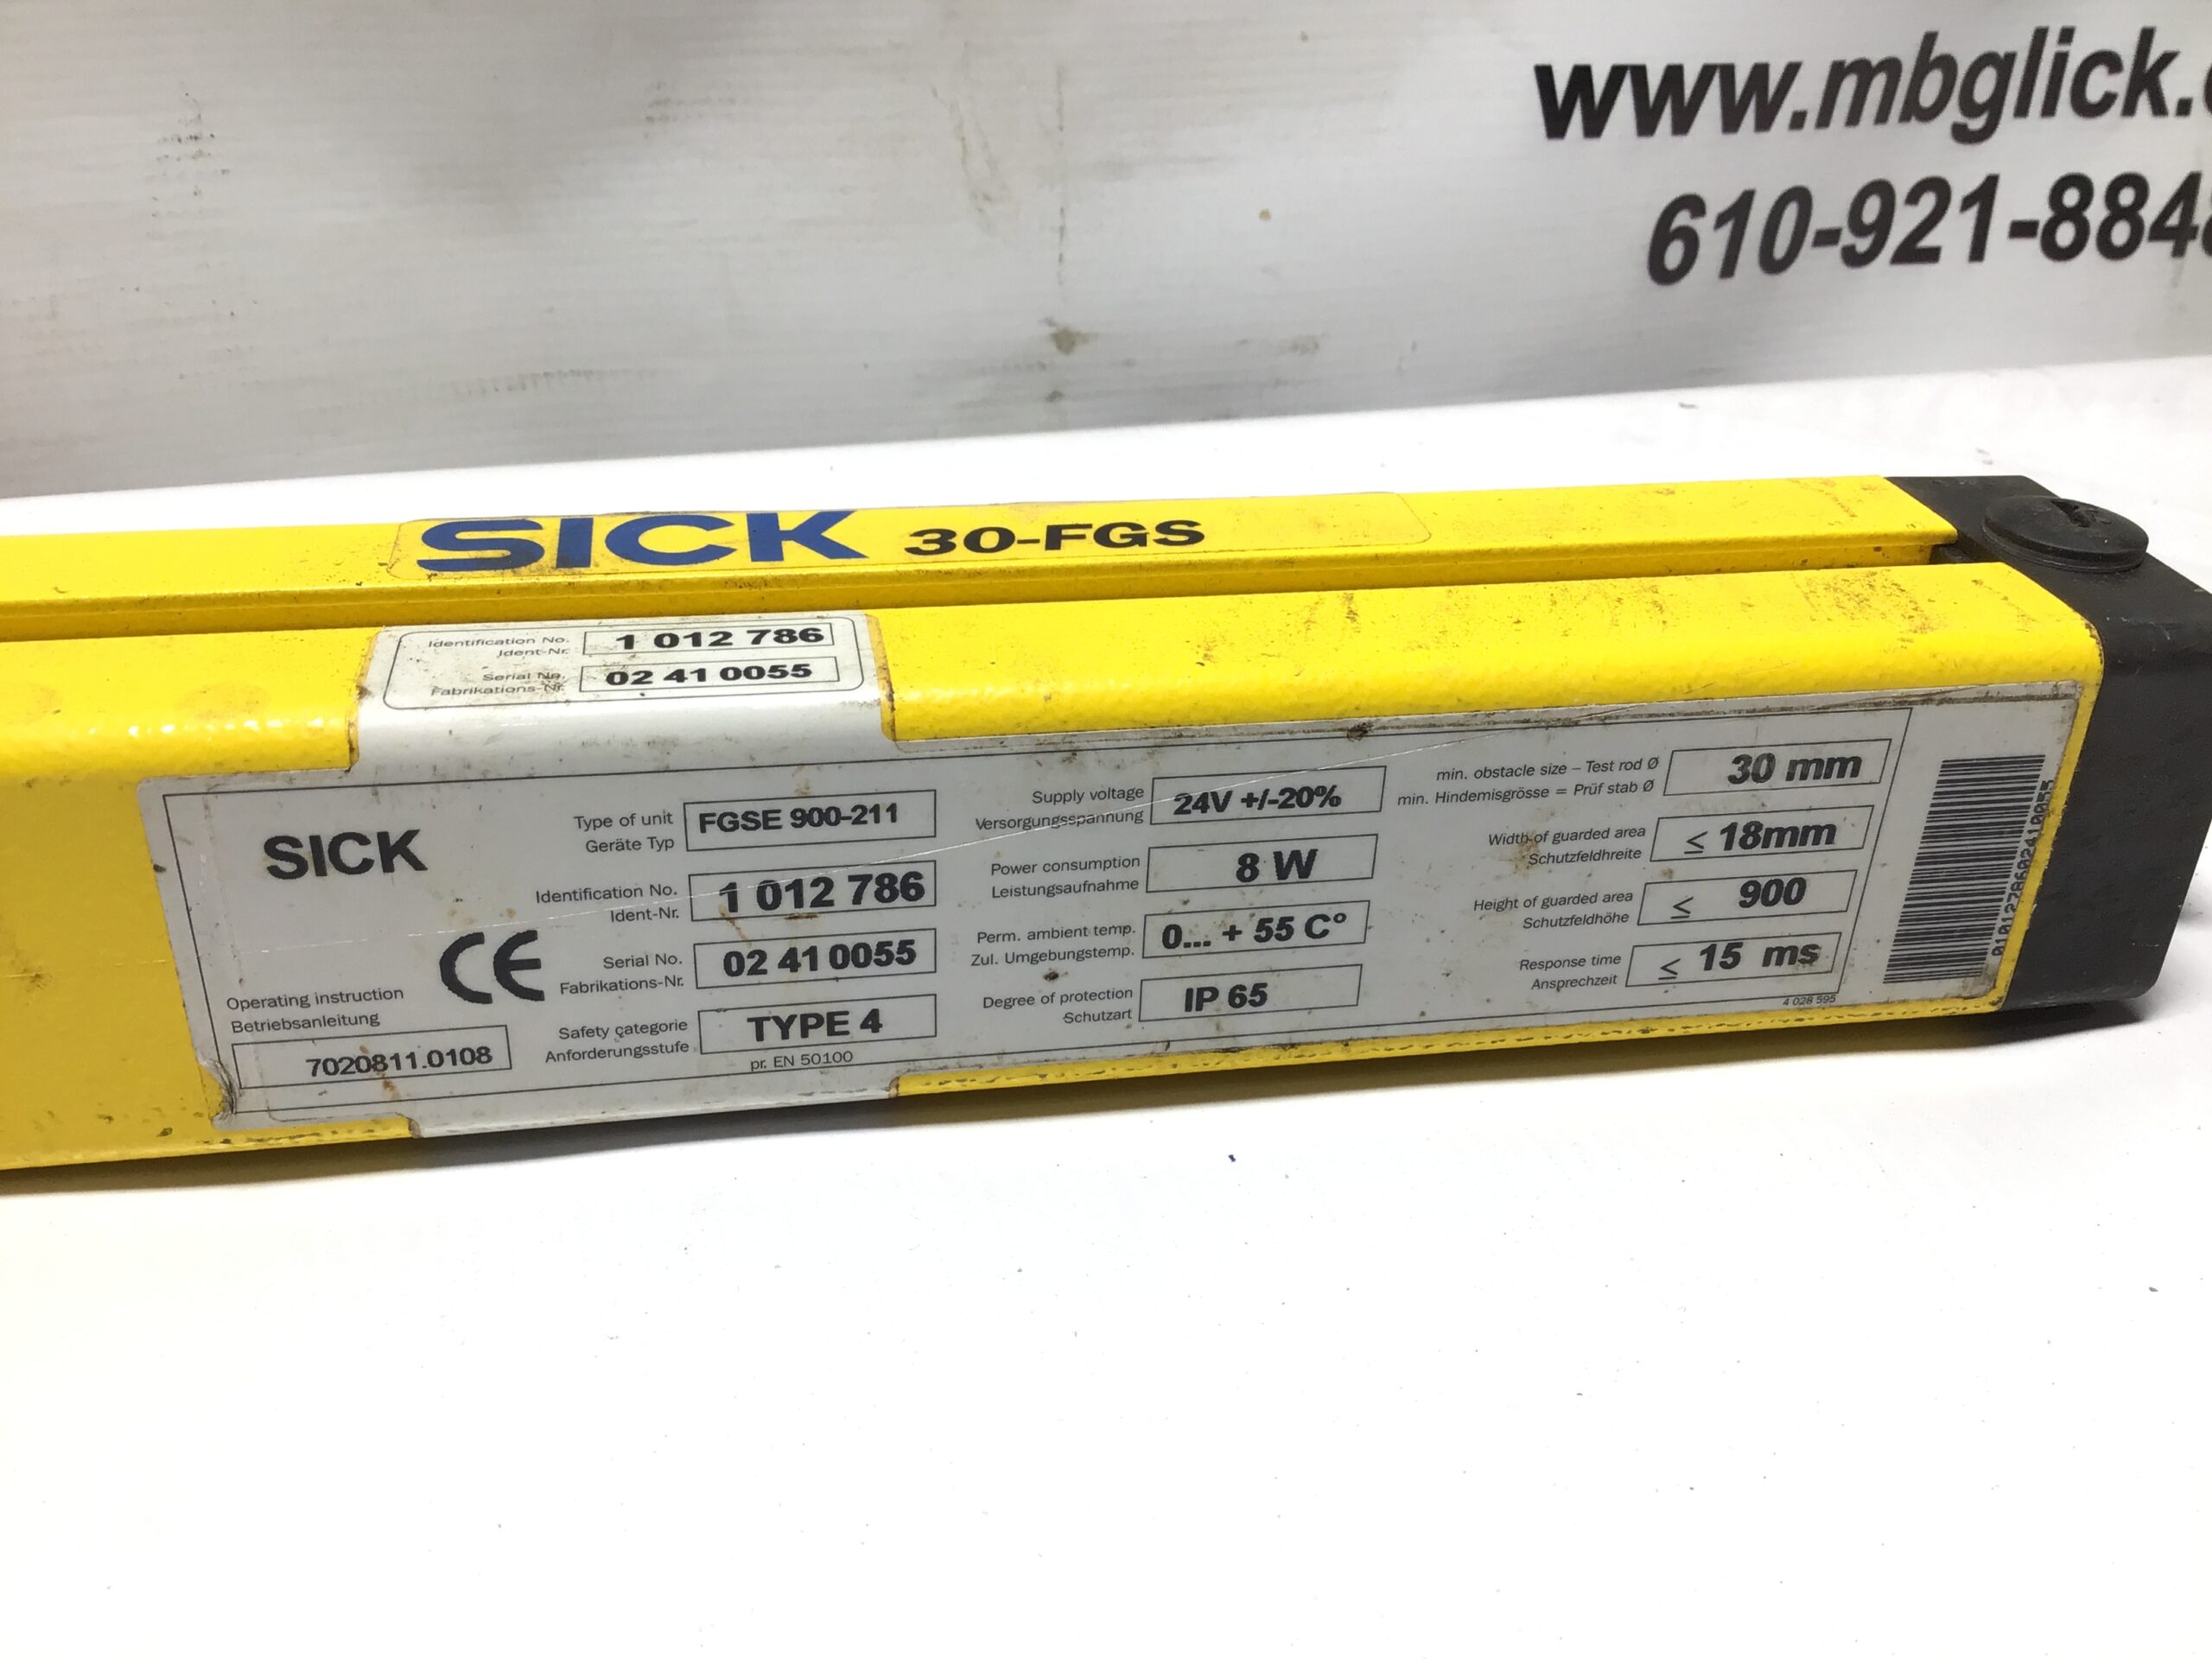 www.mbglick.
610-921-884
SICK 30-FGS
Identification No. 1 012 786
Ident-Nr.
Serial No. 02 41 0055
Fabrikations-Nr.
SICK
Operating instruction
Betriebsanleitung
7020811.0108
CE
Type of unit FGSE 900-211
Geräte Typ
Identification No. 1 012 786
Ident-Nr.
Serial No. 02 41 0055
Fabrikations-Nr.
Safety categorie TYPE 4
Anforderungsstufe
pr. EN 50100
Supply voltage 24V +/-20%
Versorgungsspannung
Power consumption 8 W
Leistungsaufnahme
Perm. ambient temp. 0... + 55 C°
Zul. Umgebungstemp.
Degree of protection IP 65
Schutzart
min. obstacle size – Test rod Ø 30 mm
min. Hindernisgrösse = Prüf stab Ø
Width of guarded area ≤ 18mm
Schutzfeldhreite
Height of guarded area ≤ 900
Schutzfeldhöhe
Response time ≤ 15 ms
Ansprechzeit
4 028 595
0101278602410055